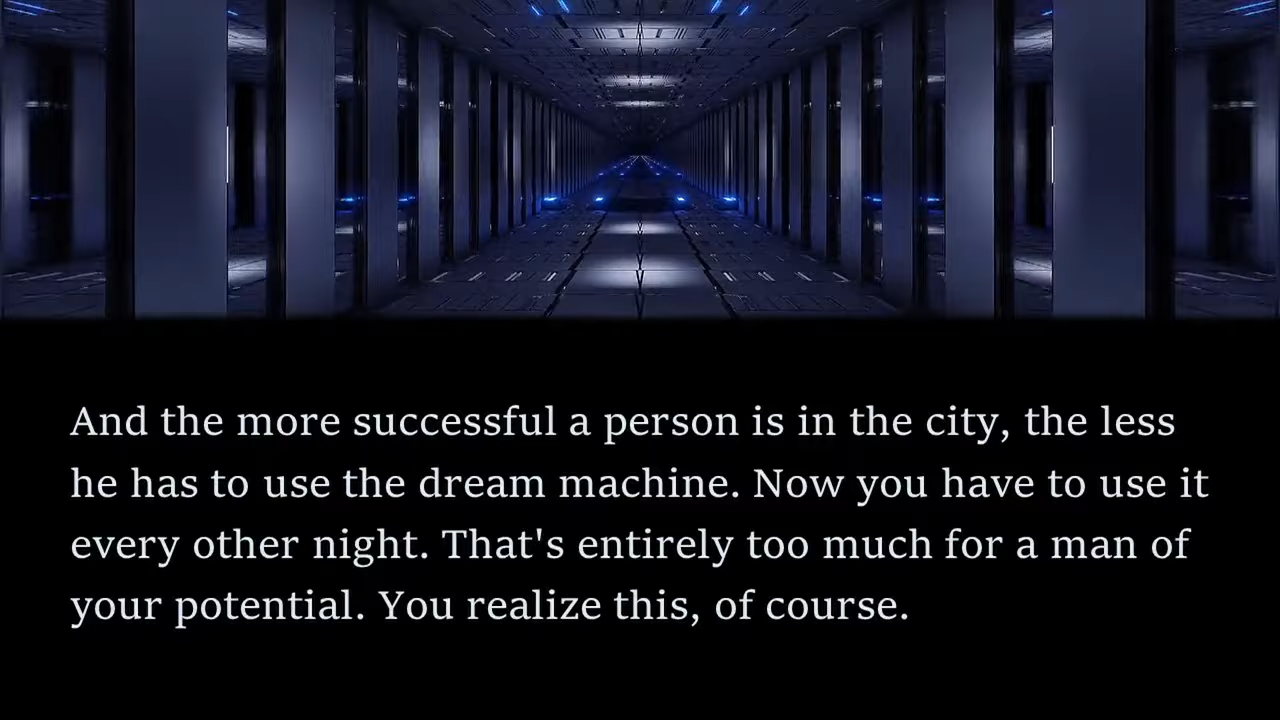 And the more successful a person is in the city, the less
he has to use the dream machine. Now you have to use it
every other night. That's entirely too much for a man of
your potential. You realize this, of course.